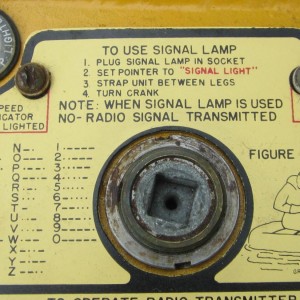 LIGHT
TO USE SIGNAL LAMP
1. PLUG SIGNAL LAMP IN SOCKET
2. SET POINTER TO "SIGNAL LIGHT"
3. STRAP UNIT BETWEEN LEGS
4. TURN CRANK
NOTE: WHEN SIGNAL LAMP IS USED
NO-RADIO SIGNAL TRANSMITTED
SPEED
ICATOR
LIGHTED
N 1
O 2
P 3
Q 4
R 5
S 6
T 7
U 8
V 9
W 0
X
Y
Z
FIGURE
TO OPERATE RADIO TRANSMITTER